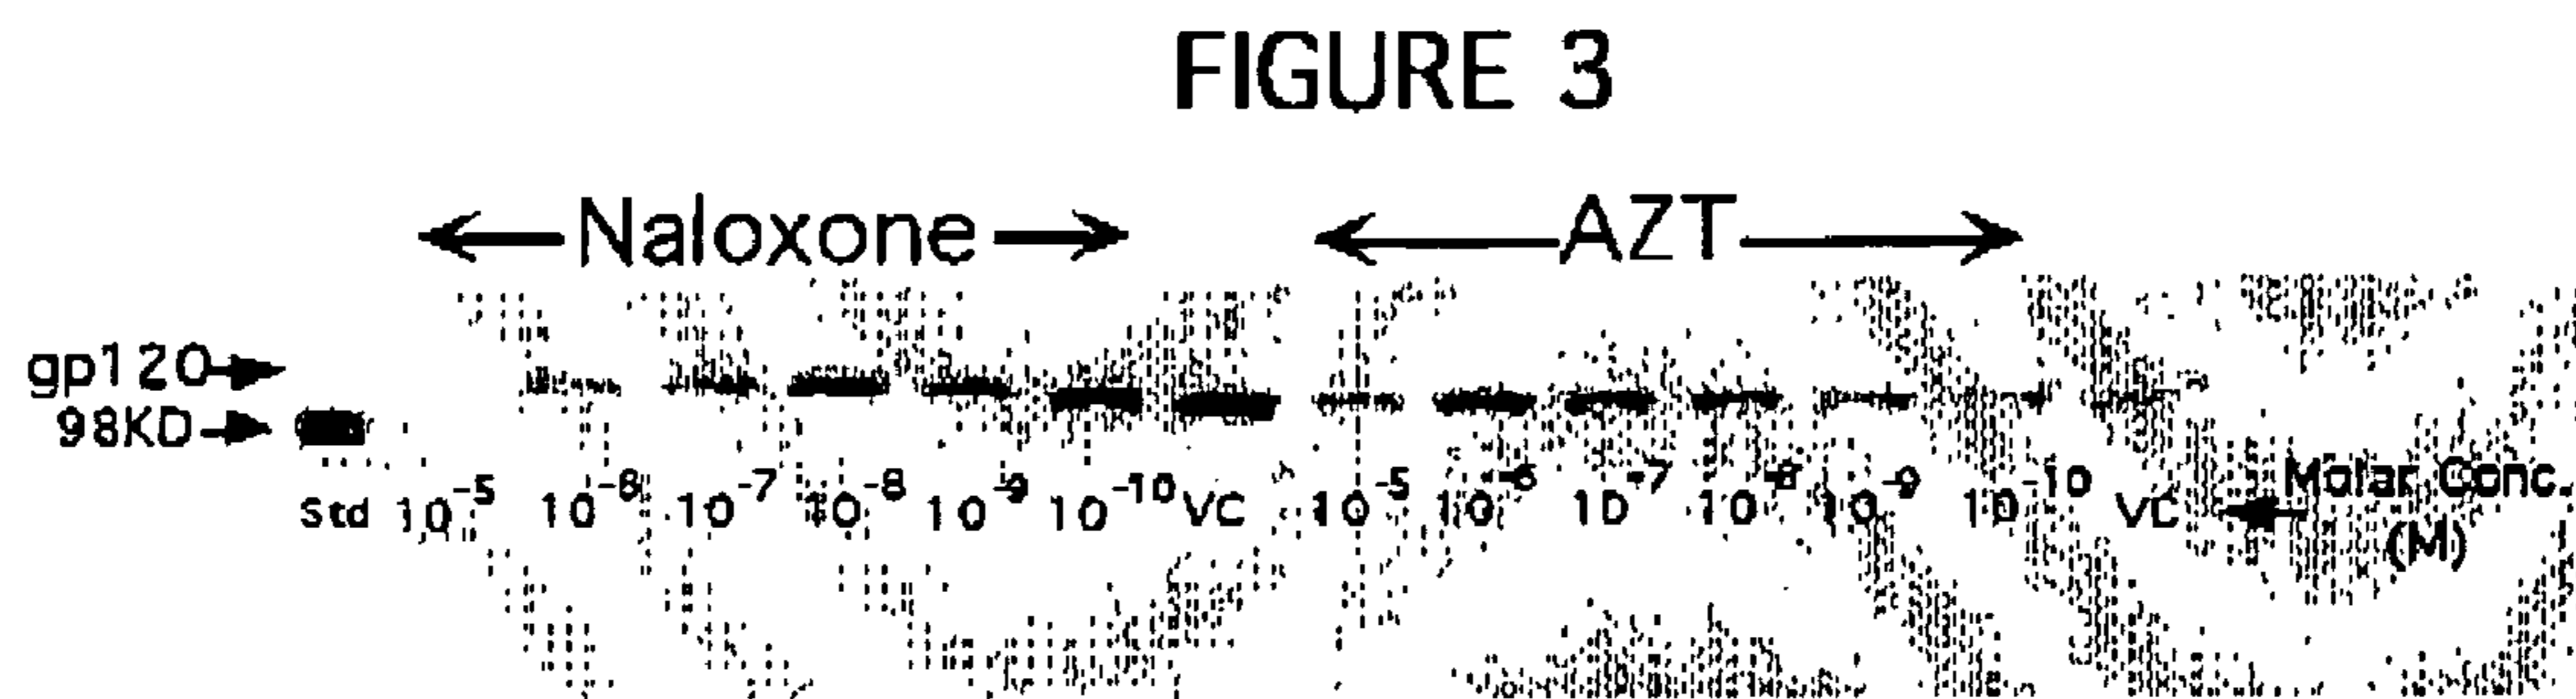 FIGURE 3
Naloxone AZT
gp120
98KD
Std 10-5 10-6 10-7 10-8 10-9 10-10 VC 10-5 10-6 10-7 10-8 10-9 10-10 VC Molar Conc.
(M)